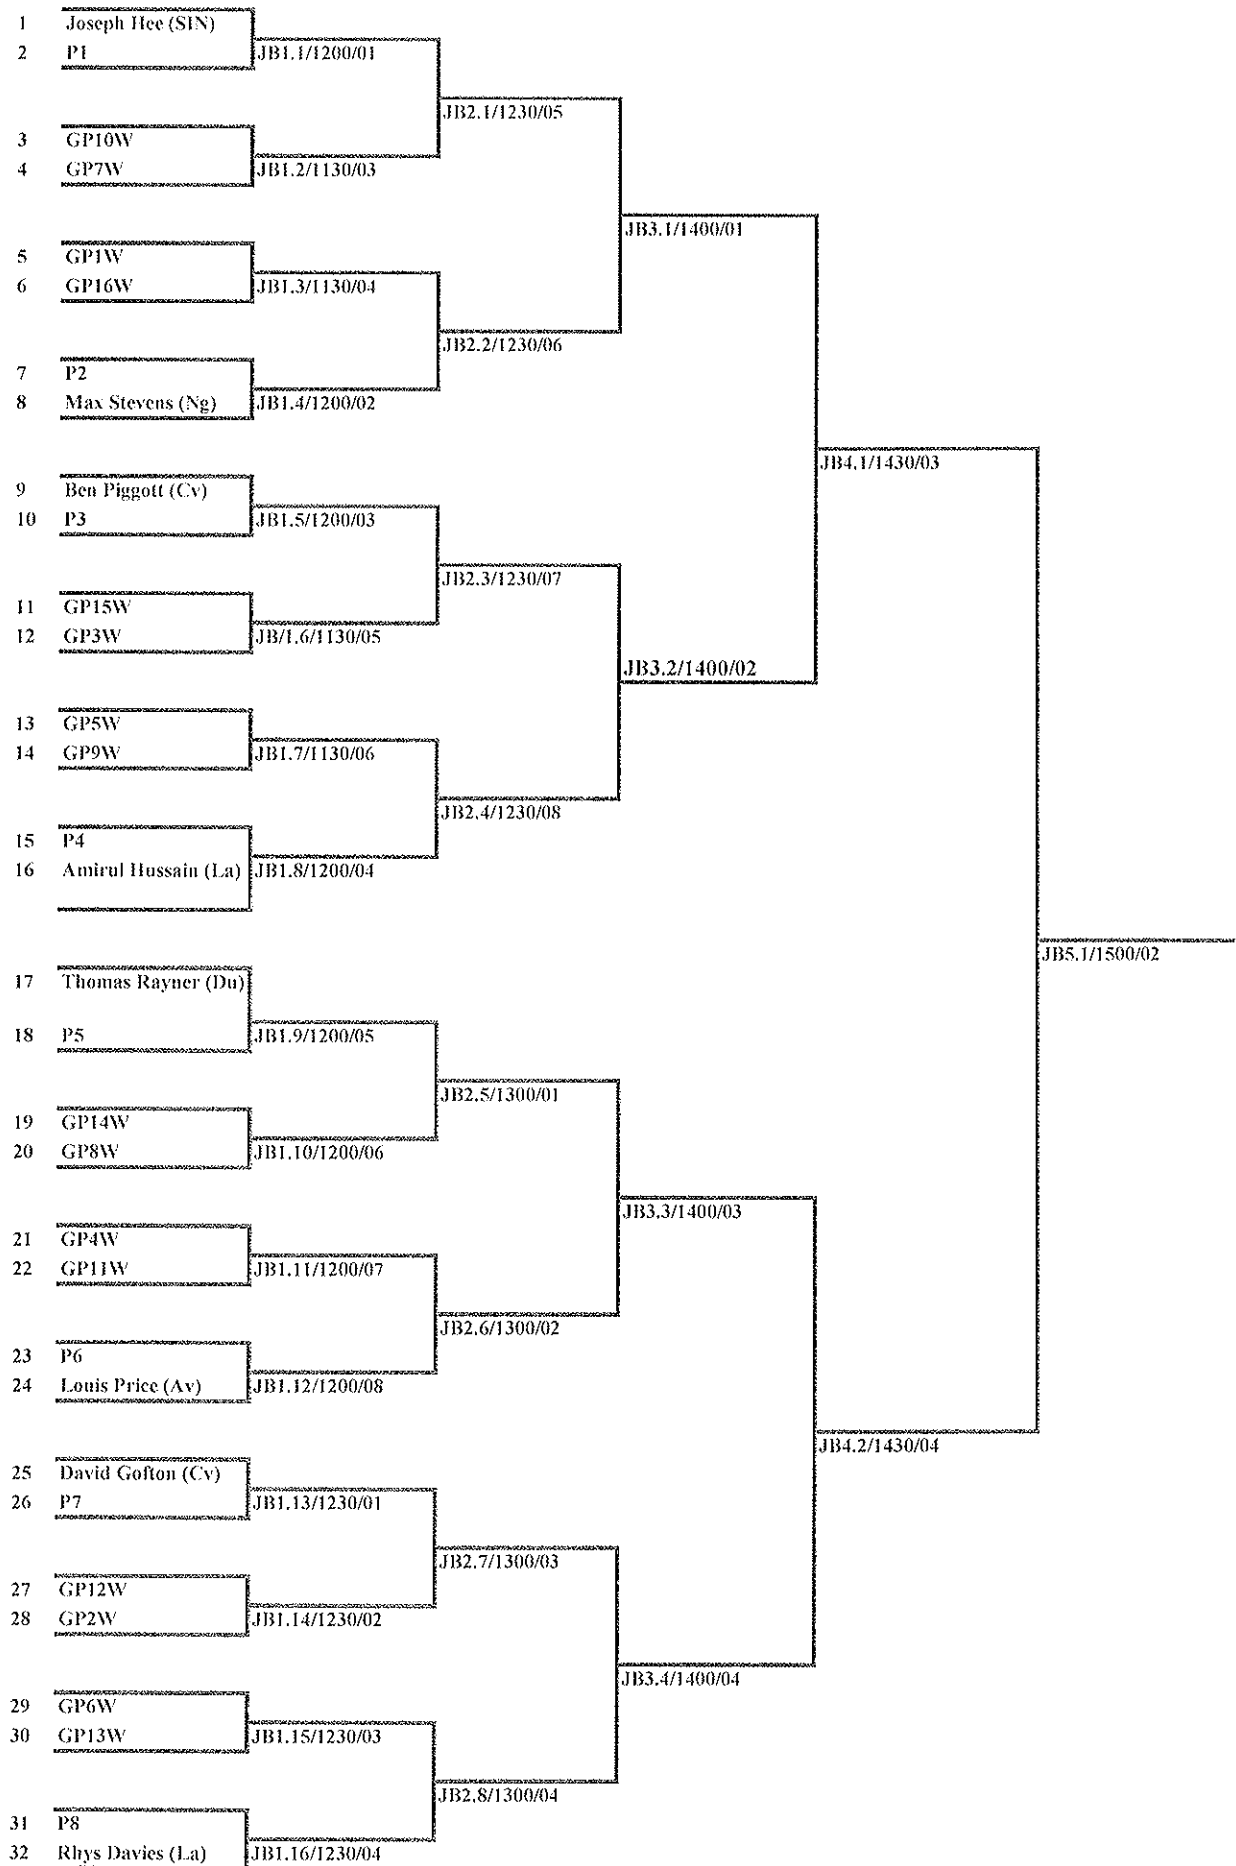 1 Joseph Hee (SIN)
2 P1
JB1.1/1200/01
JB2.1/1230/05
3 GP10W
4 GP7W
JB1.2/1130/03
JB3.1/1400/01
5 GP1W
6 GP16W
JB1.3/1130/04
JB2.2/1230/06
7 P2
8 Max Stevens (Ng)
JB1.4/1200/02
JB4.1/1430/03
9 Ben Piggott (Cv)
10 P3
JB1.5/1200/03
JB2.3/1230/07
11 GP15W
12 GP3W
JB/1.6/1130/05
JB3.2/1400/02
13 GP5W
14 GP9W
JB1.7/1130/06
JB2.4/1230/08
15 P4
16 Amirul Hussain (La)
JB1.8/1200/04
JB5.1/1500/02
17 Thomas Rayner (Du)
18 P5
JB1.9/1200/05
JB2.5/1300/01
19 GP14W
20 GP8W
JB1.10/1200/06
JB3.3/1400/03
21 GP4W
22 GP11W
JB1.11/1200/07
JB2.6/1300/02
23 P6
24 Louis Price (Av)
JB1.12/1200/08
JB4.2/1430/04
25 David Gofton (Cv)
26 P7
JB1.13/1230/01
JB2.7/1300/03
27 GP12W
28 GP2W
JB1.14/1230/02
JB3.4/1400/04
29 GP6W
30 GP13W
JB1.15/1230/03
JB2.8/1300/04
31 P8
32 Rhys Davies (La)
JB1.16/1230/04